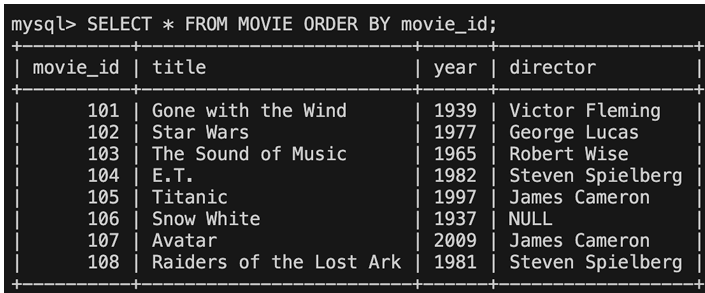 mysql> SELECT * FROM MOVIE ORDER BY movie_id;
+----------+-------------------------+------+------------------+
| movie_id | title                   | year | director         |
+----------+-------------------------+------+------------------+
|      101 | Gone with the Wind      | 1939 | Victor Fleming   |
|      102 | Star Wars               | 1977 | George Lucas     |
|      103 | The Sound of Music      | 1965 | Robert Wise      |
|      104 | E.T.                    | 1982 | Steven Spielberg |
|      105 | Titanic                 | 1997 | James Cameron    |
|      106 | Snow White              | 1937 | NULL             |
|      107 | Avatar                  | 2009 | James Cameron    |
|      108 | Raiders of the Lost Ark | 1981 | Steven Spielberg |
+----------+-------------------------+------+------------------+